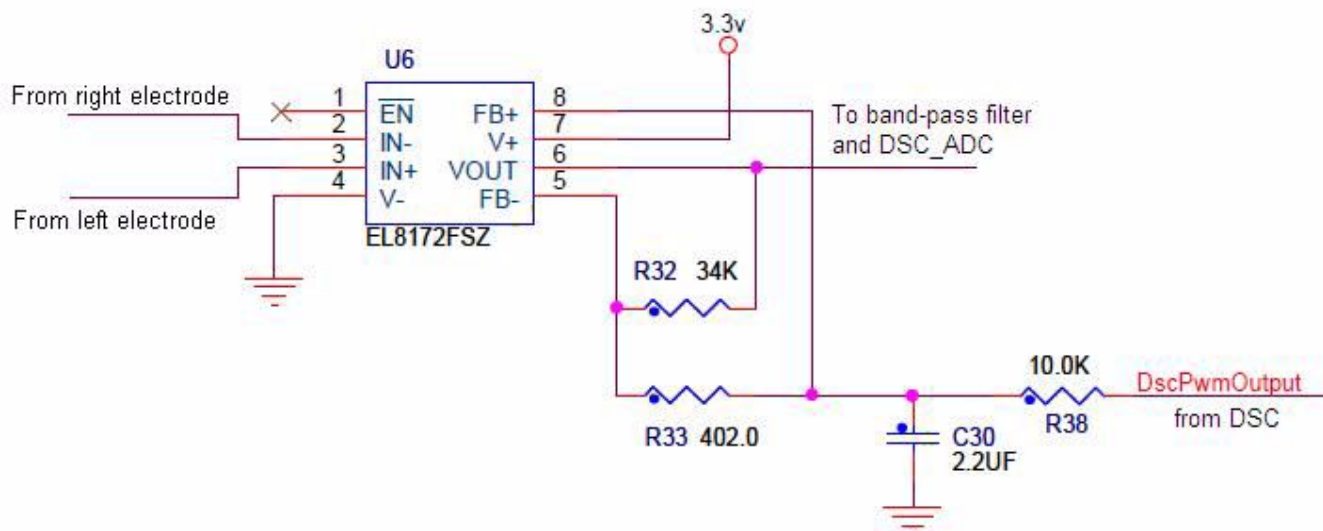 3.3v
U6
From right electrode
1 EN FB+ 8
2 IN- V+ 7
3 IN+ VOUT 6
4 V- FB- 5
To band-pass filter
and DSC_ADC
From left electrode
EL8172FSZ
R32 34K
10.0K
DscPwmOutput
from DSC
R33 402.0
C30
2.2UF
R38